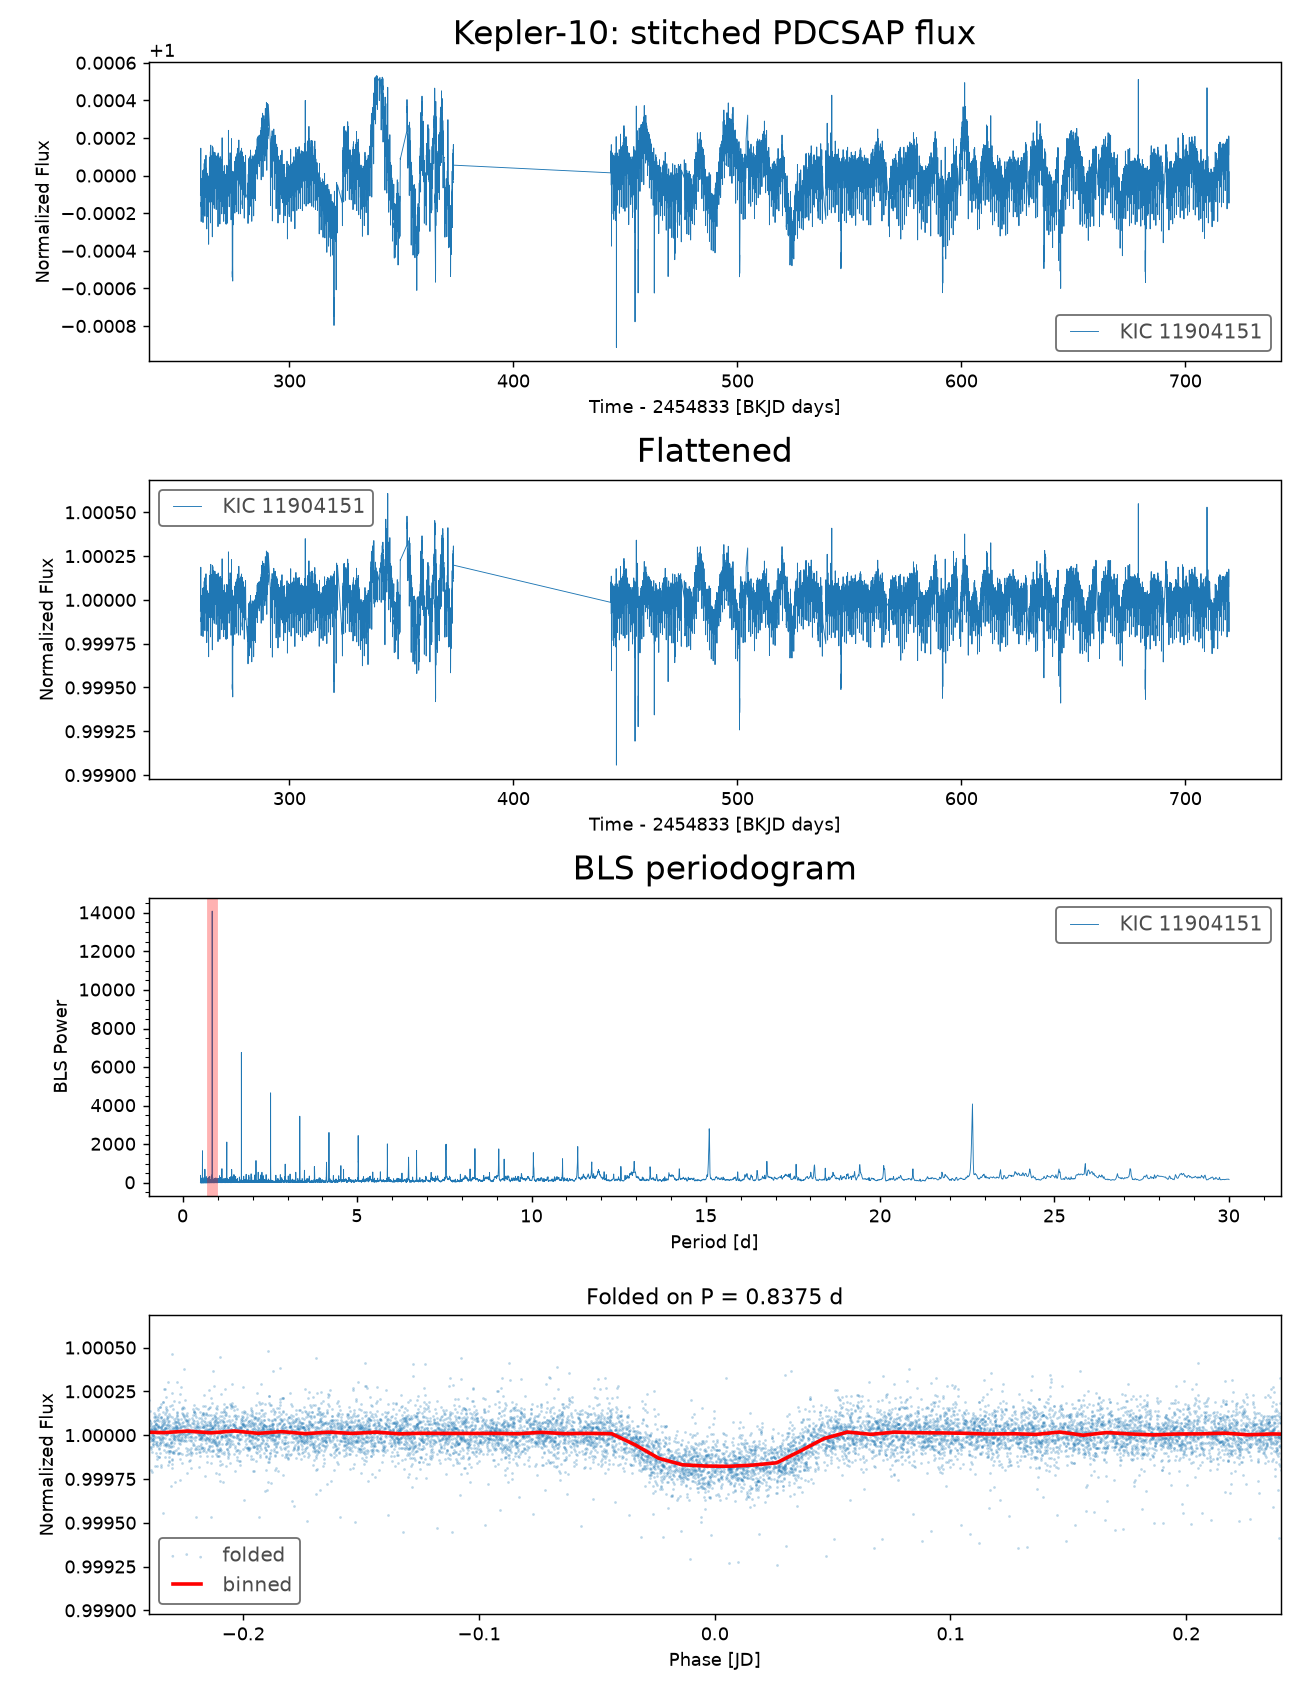 Kepler-10: stitched PDCSAP flux
+1
0.0006
0.0004
0.0002
0.0000
−0.0002
−0.0004
−0.0006
−0.0008
Normalized Flux
KIC 11904151
300 400 500 600 700
Time - 2454833 [BKJD days]
Flattened
KIC 11904151
1.00050
1.00025
1.00000
0.99975
0.99950
0.99925
0.99900
Normalized Flux
300 400 500 600 700
Time - 2454833 [BKJD days]
BLS periodogram
KIC 11904151
14000
12000
10000
8000
6000
4000
2000
0
BLS Power
0 5 10 15 20 25 30
Period [d]
Folded on P = 0.8375 d
1.00050
1.00025
1.00000
0.99975
0.99950
0.99925
0.99900
Normalized Flux
folded
binned
−0.2 −0.1 0.0 0.1 0.2
Phase [JD]